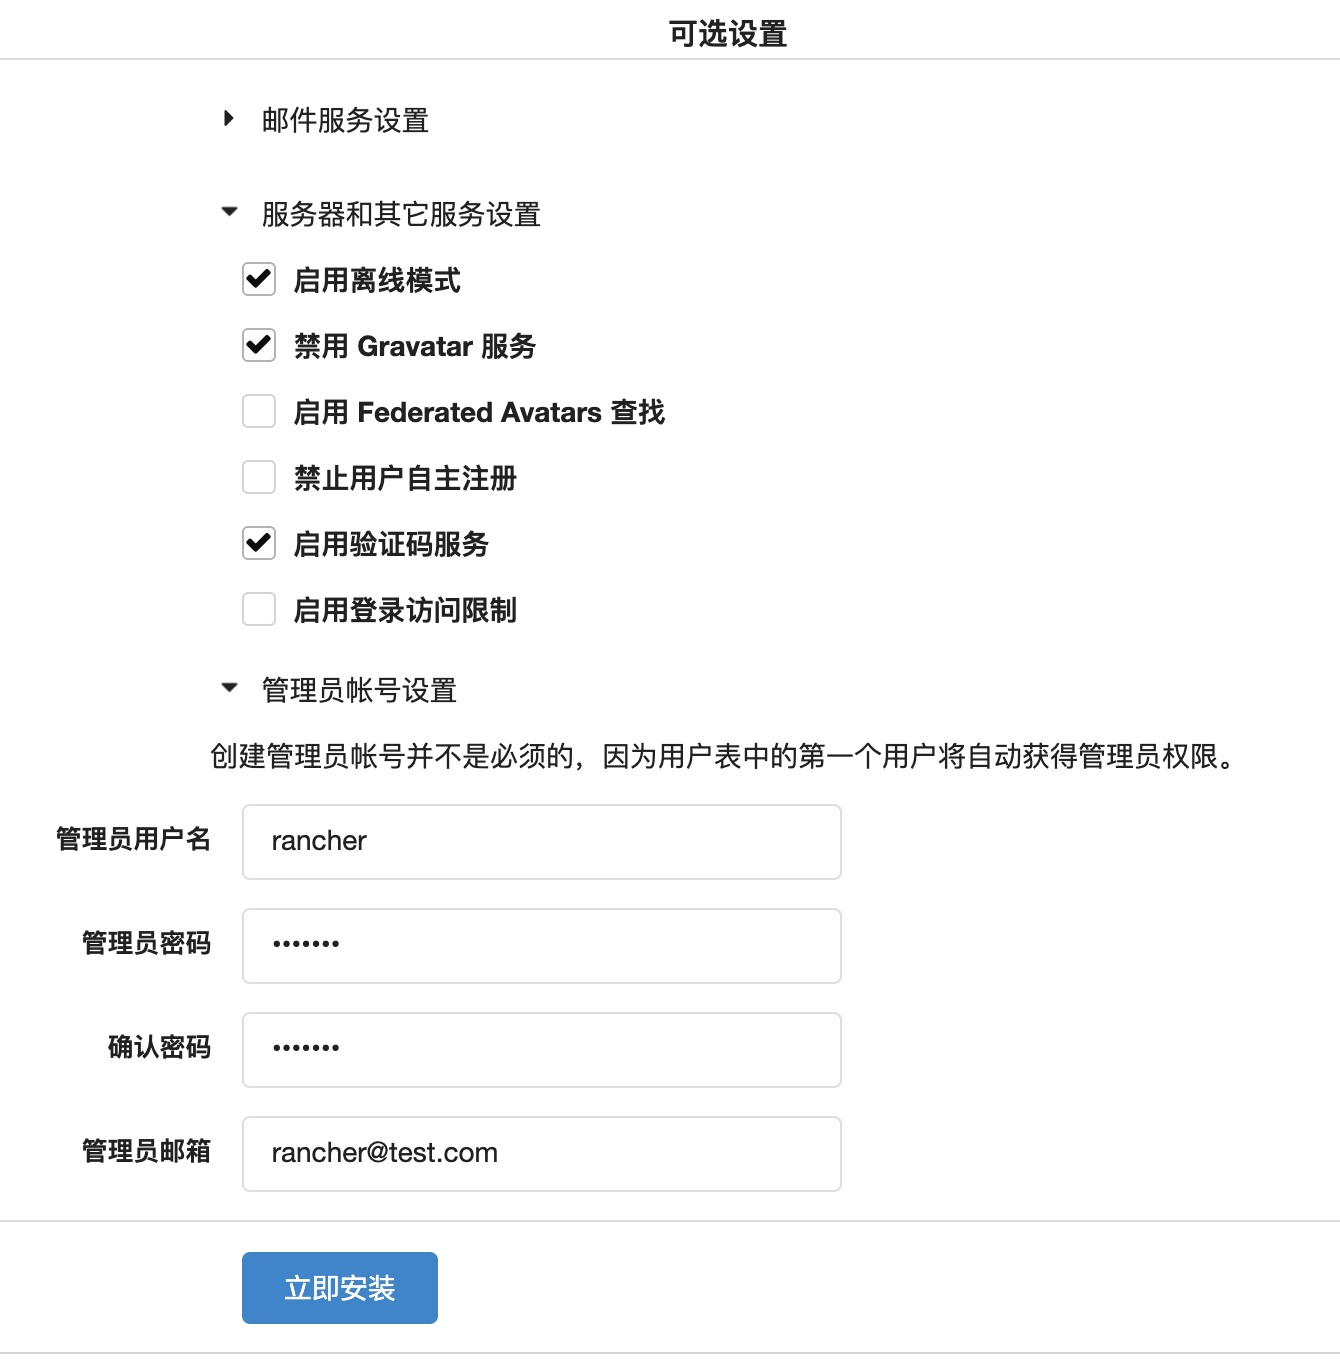 可选设置
邮件服务设置
服务器和其它服务设置
启用离线模式
禁用 Gravatar 服务
启用 Federated Avatars 查找
禁止用户自主注册
启用验证码服务
启用登录访问限制
管理员帐号设置
创建管理员帐号并不是必须的，因为用户表中的第一个用户将自动获得管理员权限。
管理员用户名 rancher
管理员密码 •••••••
确认密码 •••••••
管理员邮箱 rancher@test.com
立即安装